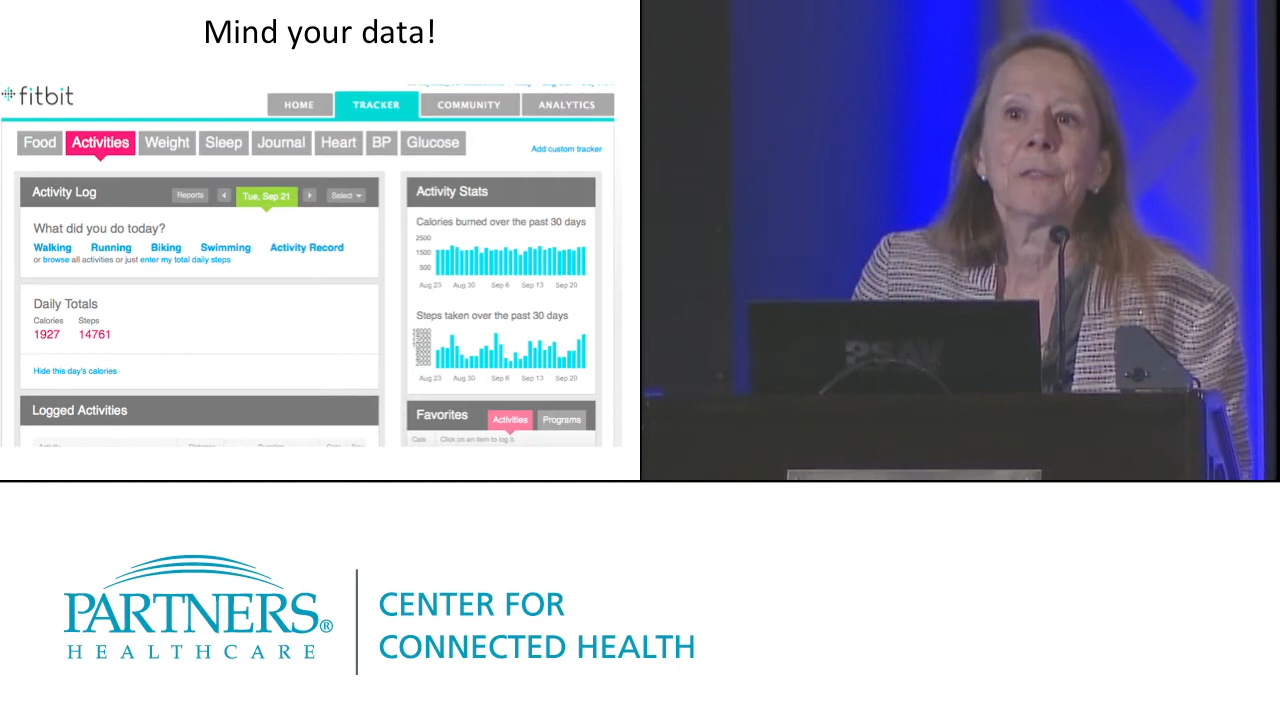 Mind your data!
fitbit
HOME TRACKER COMMUNITY ANALYTICS
Food Activities Weight Sleep Journal Heart BP Glucose
Add custom tracker
Activity Log Reports Tue, Sep 21 Select
What did you do today?
Walking Running Biking Swimming Activity Record
or browse all activities or just enter my total daily steps
Daily Totals
Calories Steps
1927 14761
Hide this day's calories
Logged Activities
Activity Distance Duration Cals
Activity Stats
Calories burned over the past 30 days
2500
1500
500
Aug 23 Aug 30 Sep 6 Sep 13 Sep 20
Steps taken over the past 30 days
Aug 23 Aug 30 Sep 6 Sep 13 Sep 20
Favorites Activities Programs
Cals Click on an item to log it.
PSAV
PARTNERS®
HEALTHCARE
CENTER FOR
CONNECTED HEALTH